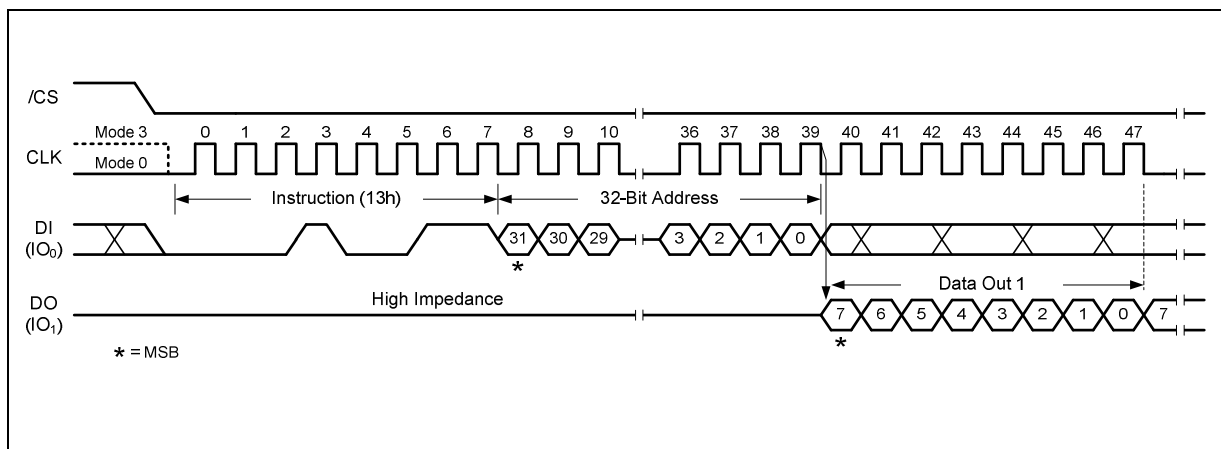 /CS
Mode 3
0 1 2 3 4 5 6 7 8 9 10 36 37 38 39 40 41 42 43 44 45 46 47
CLK
Mode 0
Instruction (13h)
32-Bit Address
DI
(IO₀)
31 30 29 3 2 1 0
*
Data Out 1
High Impedance
DO
(IO₁)
7 6 5 4 3 2 1 0 7
*
* = MSB